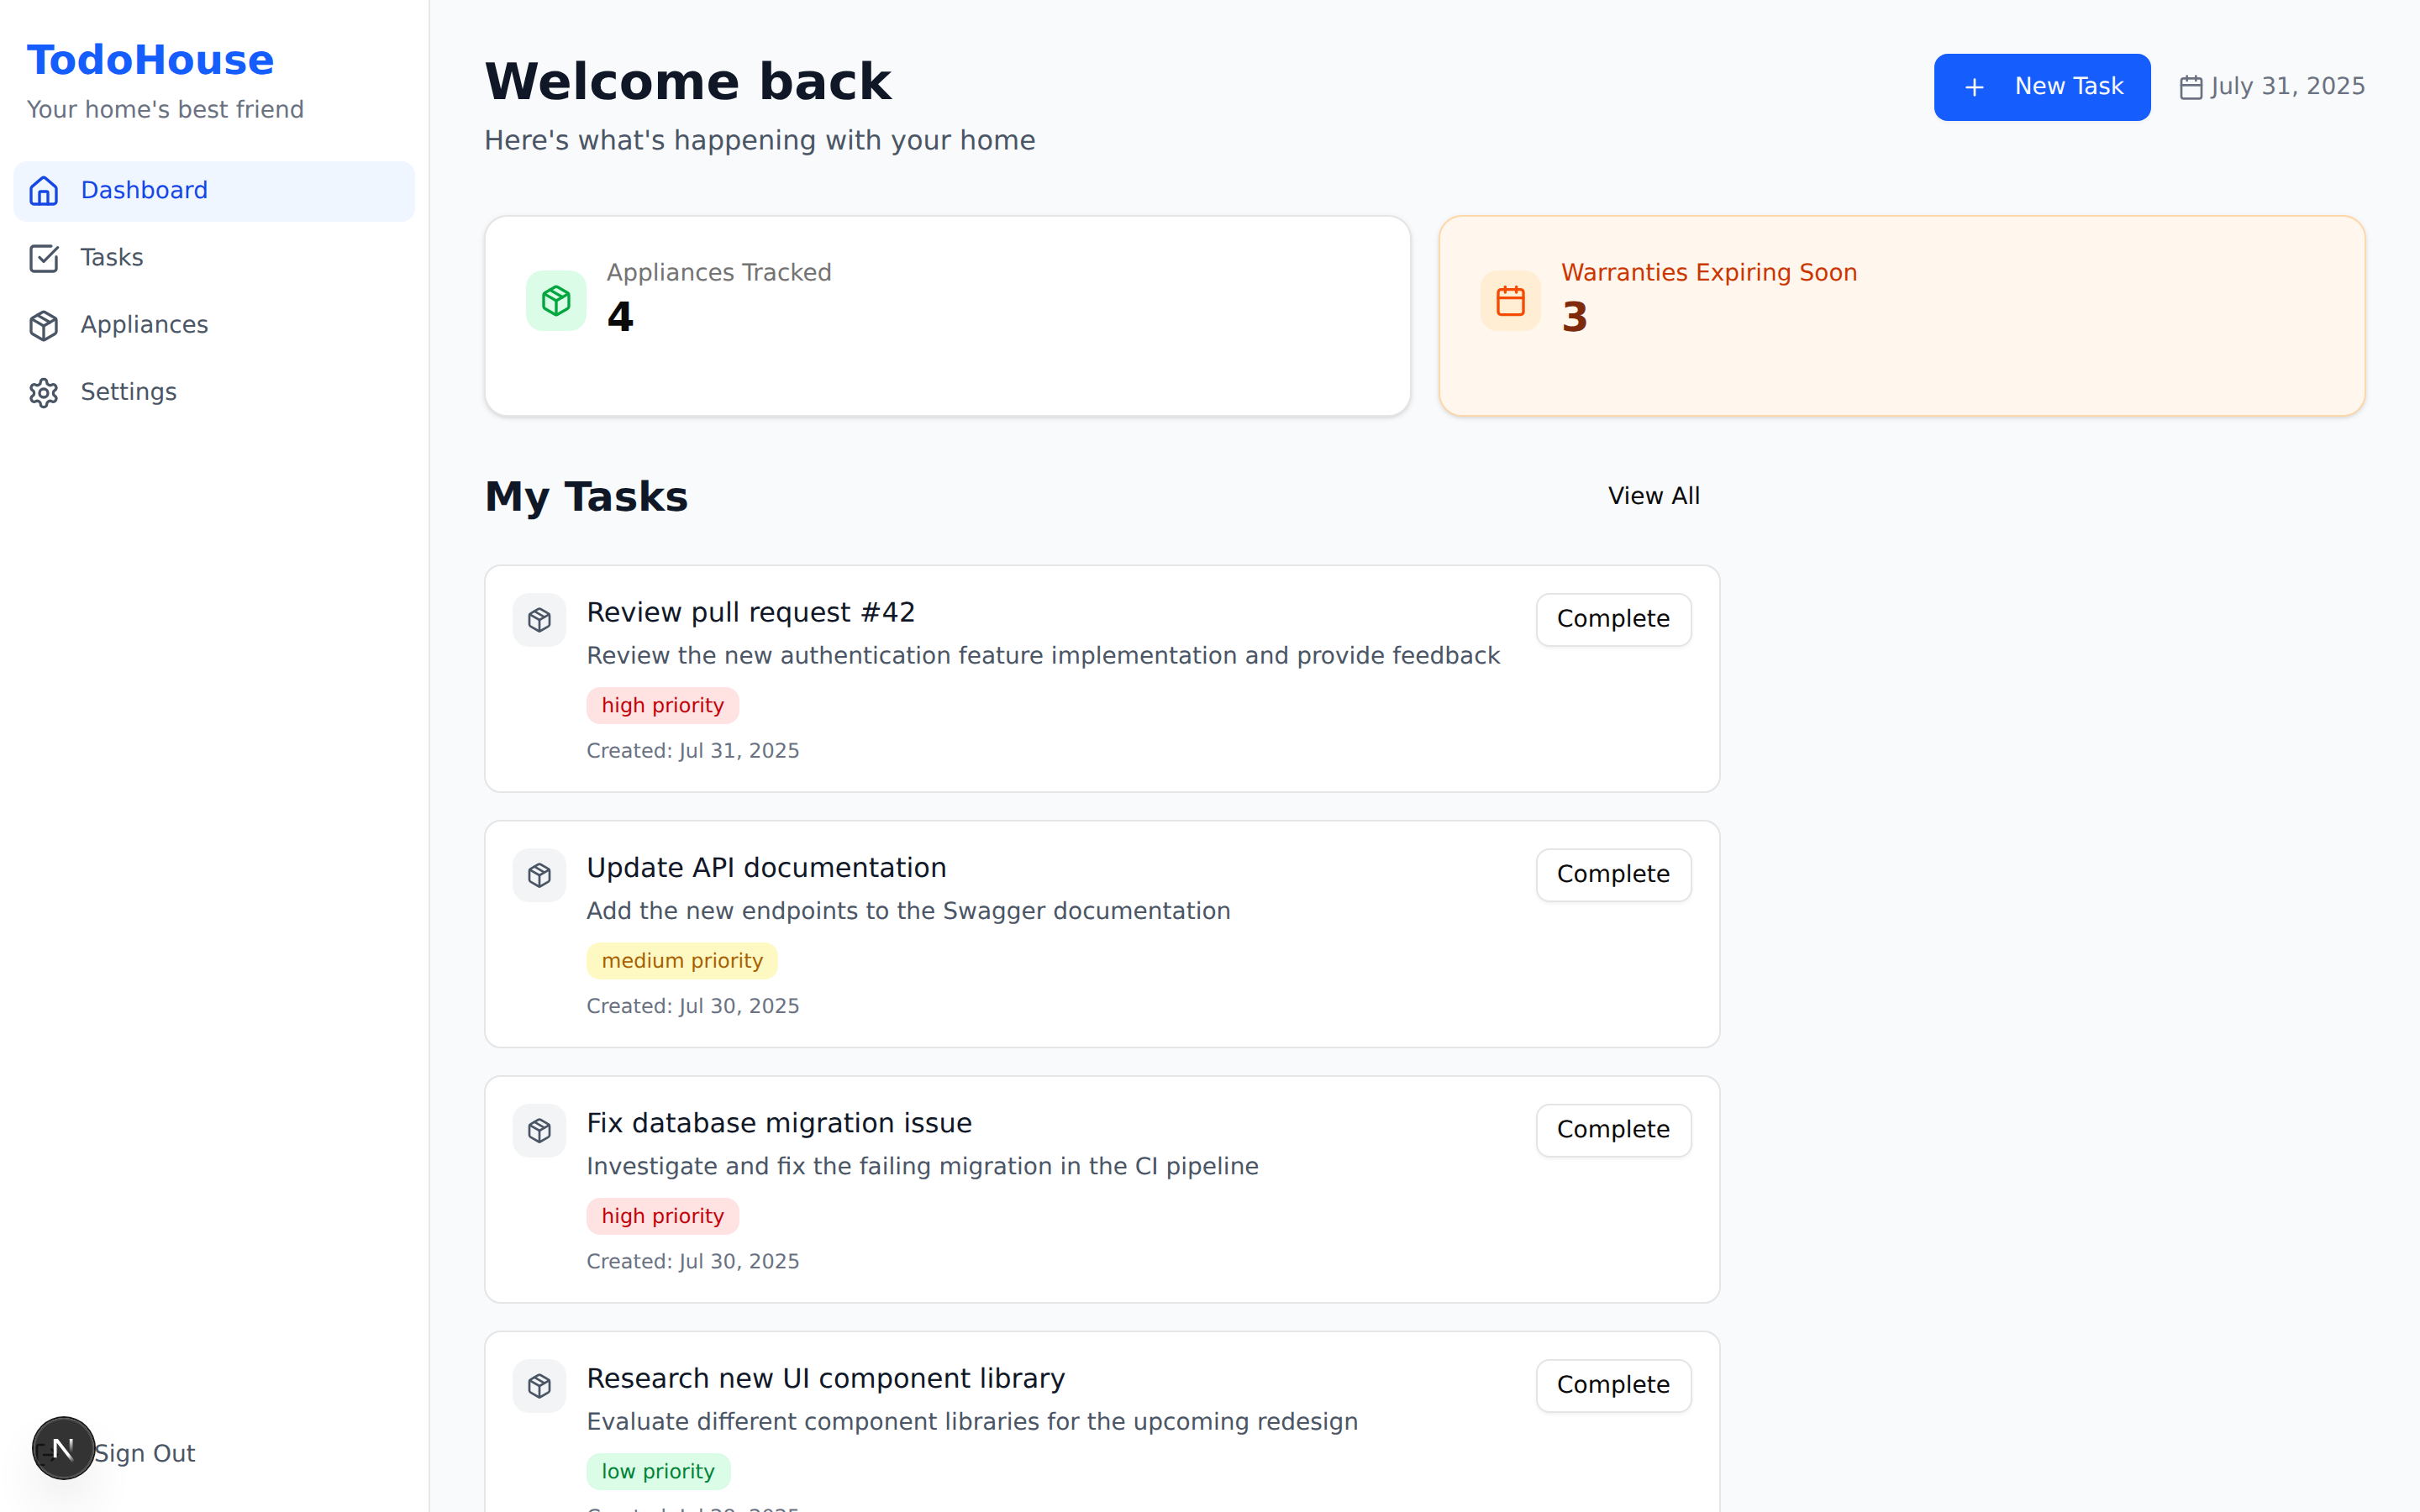 TodoHouse
Your home's best friend
Dashboard
Tasks
Appliances
Settings
N
Sign Out
Welcome back
Here's what's happening with your home
New Task
July 31, 2025
Appliances Tracked
4
Warranties Expiring Soon
3
My Tasks
View All
Review pull request #42
Complete
Review the new authentication feature implementation and provide feedback
high priority
Created: Jul 31, 2025
Update API documentation
Complete
Add the new endpoints to the Swagger documentation
medium priority
Created: Jul 30, 2025
Fix database migration issue
Complete
Investigate and fix the failing migration in the CI pipeline
high priority
Created: Jul 30, 2025
Research new UI component library
Complete
Evaluate different component libraries for the upcoming redesign
low priority